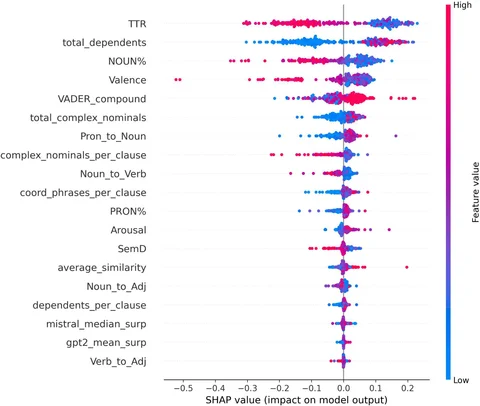 High
TTR
total_dependents
NOUN%
Valence
VADER_compound
total_complex_nominals
Pron_to_Noun
complex_nominals_per_clause
Noun_to_Verb
coord_phrases_per_clause
PRON%
Arousal
SemD
average_similarity
Noun_to_Adj
dependents_per_clause
mistral_median_surp
gpt2_mean_surp
Verb_to_Adj
Feature value
Low
−0.5 −0.4 −0.3 −0.2 −0.1 0.0 0.1 0.2
SHAP value (impact on model output)